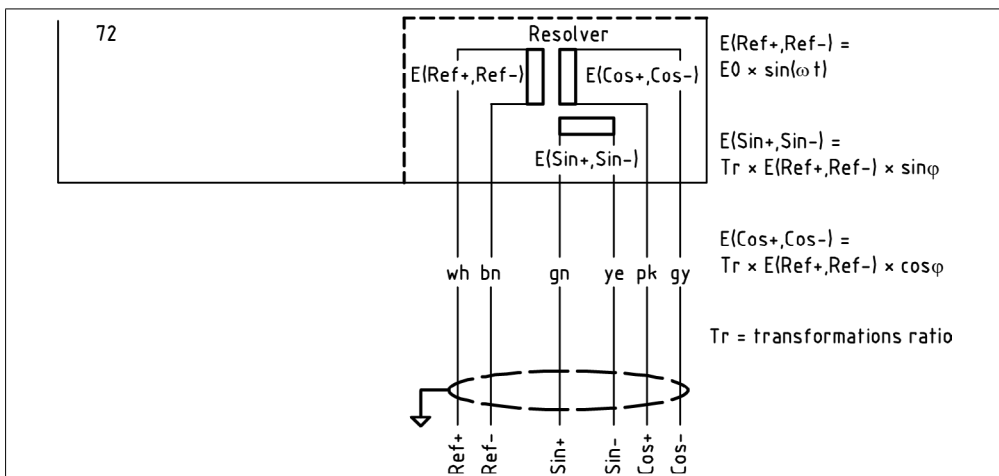 72
Resolver
E(Ref+,Ref-)
E(Cos+,Cos-)
E(Sin+,Sin-)
E(Ref+,Ref-) =
E0 × sin(ω t)
E(Sin+,Sin-) =
Tr × E(Ref+,Ref-) × sinφ
E(Cos+,Cos-) =
Tr × E(Ref+,Ref-) × cosφ
wh bn gn ye pk gy
Tr = transformations ratio
Ref+
Ref-
Sin+
Sin-
Cos+
Cos-